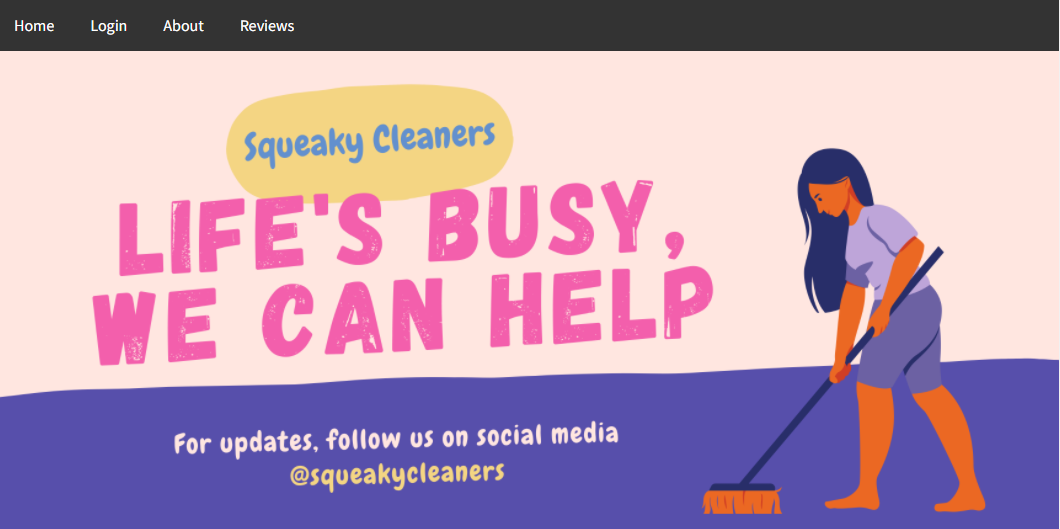 Home Login About Reviews
Squeaky Cleaners
LIFE'S BUSY,
WE CAN HELP
For updates, follow us on social media
@squeakycleaners